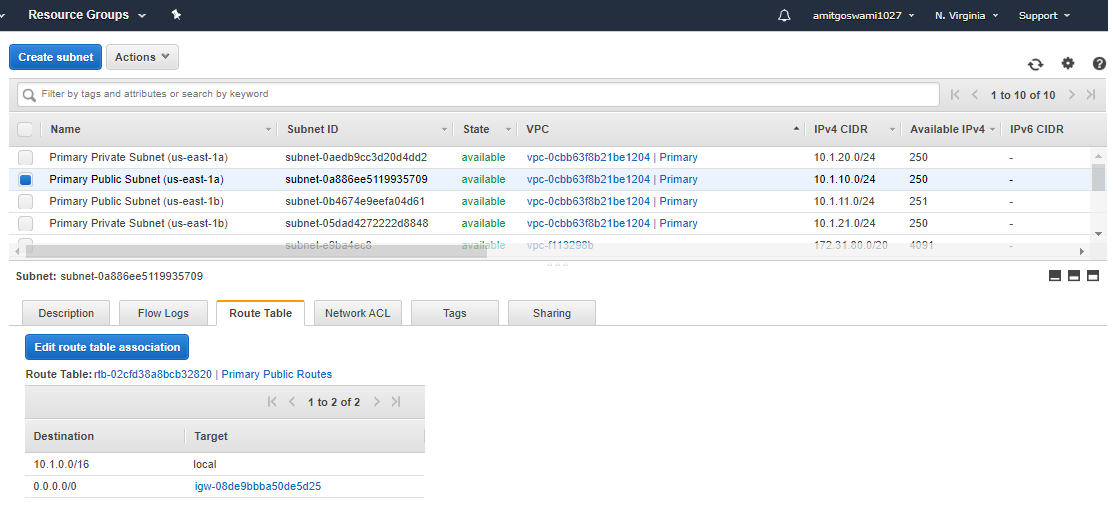 Resource Groups amitgoswami1027 N. Virginia Support
Create subnet Actions
Filter by tags and attributes or search by keyword 1 to 10 of 10
Name Subnet ID State VPC IPv4 CIDR Available IPv4 IPv6 CIDR
Primary Private Subnet (us-east-1a) subnet-0aedb9cc3d20d4dd2 available vpc-0cbb63f8b21be1204 | Primary 10.1.20.0/24 250 -
Primary Public Subnet (us-east-1a) subnet-0a886ee5119935709 available vpc-0cbb63f8b21be1204 | Primary 10.1.10.0/24 250 -
Primary Public Subnet (us-east-1b) subnet-0b4674e9eefa04d61 available vpc-0cbb63f8b21be1204 | Primary 10.1.11.0/24 251 -
Primary Private Subnet (us-east-1b) subnet-05dad4272222d8848 available vpc-0cbb63f8b21be1204 | Primary 10.1.21.0/24 250 -
subnet-e9ba4ec8 available vpc-f113298b 172.31.80.0/20 4091 -
Subnet: subnet-0a886ee5119935709
Description Flow Logs Route Table Network ACL Tags Sharing
Edit route table association
Route Table: rtb-02cfd38a8bcb32820 | Primary Public Routes
1 to 2 of 2
Destination Target
10.1.0.0/16 local
0.0.0.0/0 igw-08de9bbba50de5d25